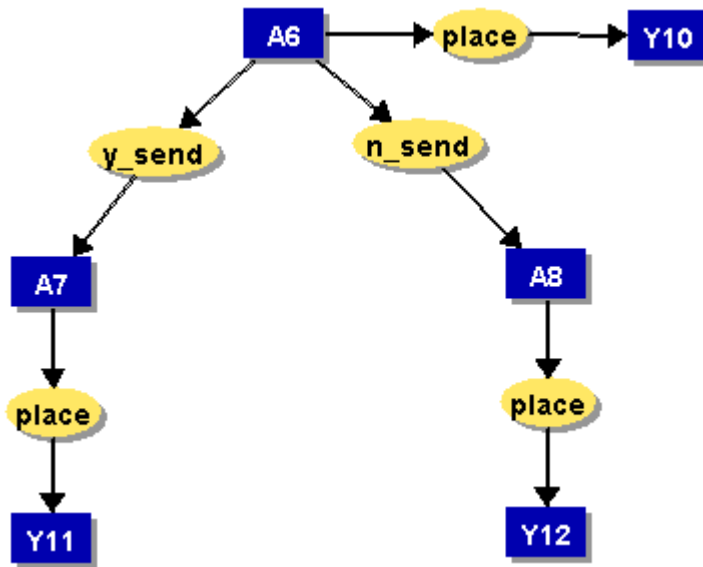 A6
place
Y10
y_send
n_send
A7
A8
place
place
Y11
Y12